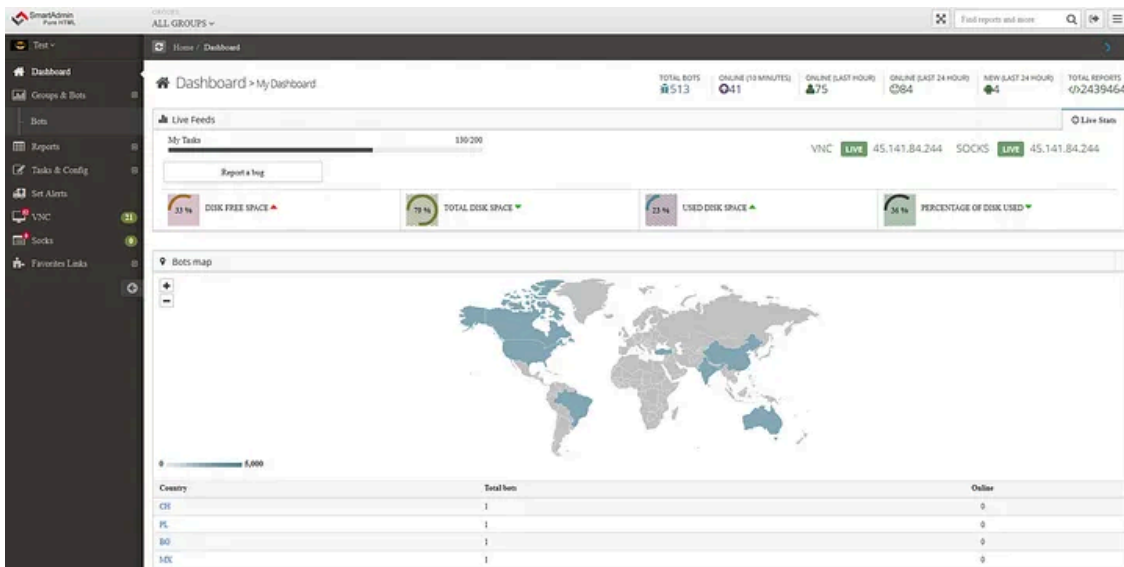 SmartAdmin
Pure HTML
GROUPS:
ALL GROUPS
Find reports and more
Test
Home / Dashboard
Dashboard
Groups & Bots
Bots
Reports
Tasks & Config
Set Alerts
VNC 21
Socks 0
Favorites Links
Dashboard > My Dashboard
TOTAL BOTS
513
ONLINE (10 MINUTES)
41
ONLINE (LAST HOUR)
75
ONLINE (LAST 24 HOUR)
84
NEW (LAST 24 HOUR)
4
TOTAL REPORTS
2439464
Live Feeds
Live Stats
My Tasks 130/200
Report a bug
VNC LIVE 45.141.84.244 SOCKS LIVE 45.141.84.244
33 % DISK FREE SPACE
79 % TOTAL DISK SPACE
23 % USED DISK SPACE
36 % PERCENTAGE OF DISK USED
Bots map
+
−
0 5,000
Country Total bots Online
CH 1 0
PL 1 0
BO 1 0
MX 1 0